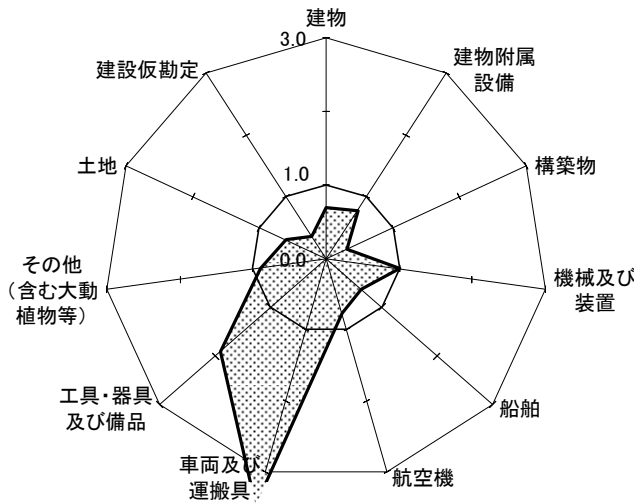 建物
3.0
建物附属
設備
建設仮勘定
1.0
構築物
土地
0.0
その他
（含む大動
植物等）
機械及び
装置
工具・器具
及び備品
船舶
車両及び
運搬具
航空機